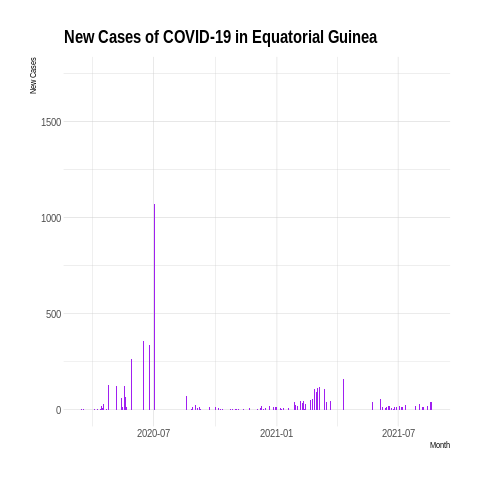 New Cases of COVID-19 in Equatorial Guinea
New Cases
1500
1000
500
0
2020-07 2021-01 2021-07
Month